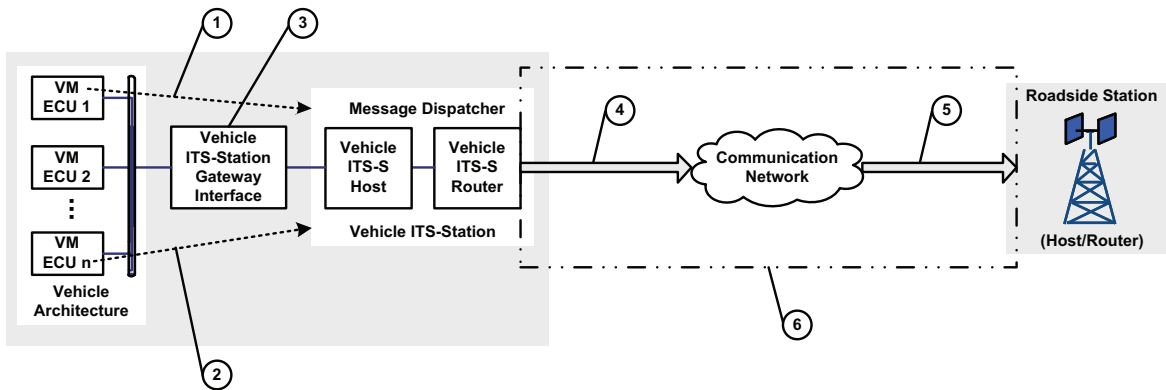 1
3
VM
ECU 1
VM
ECU 2
VM
ECU n
Vehicle
Architecture
2
Vehicle
ITS-Station
Gateway
Interface
Message Dispatcher
Vehicle
ITS-S
Host
Vehicle
ITS-S
Router
Vehicle ITS-Station
4
Communication
Network
5
6
Roadside Station
(Host/Router)